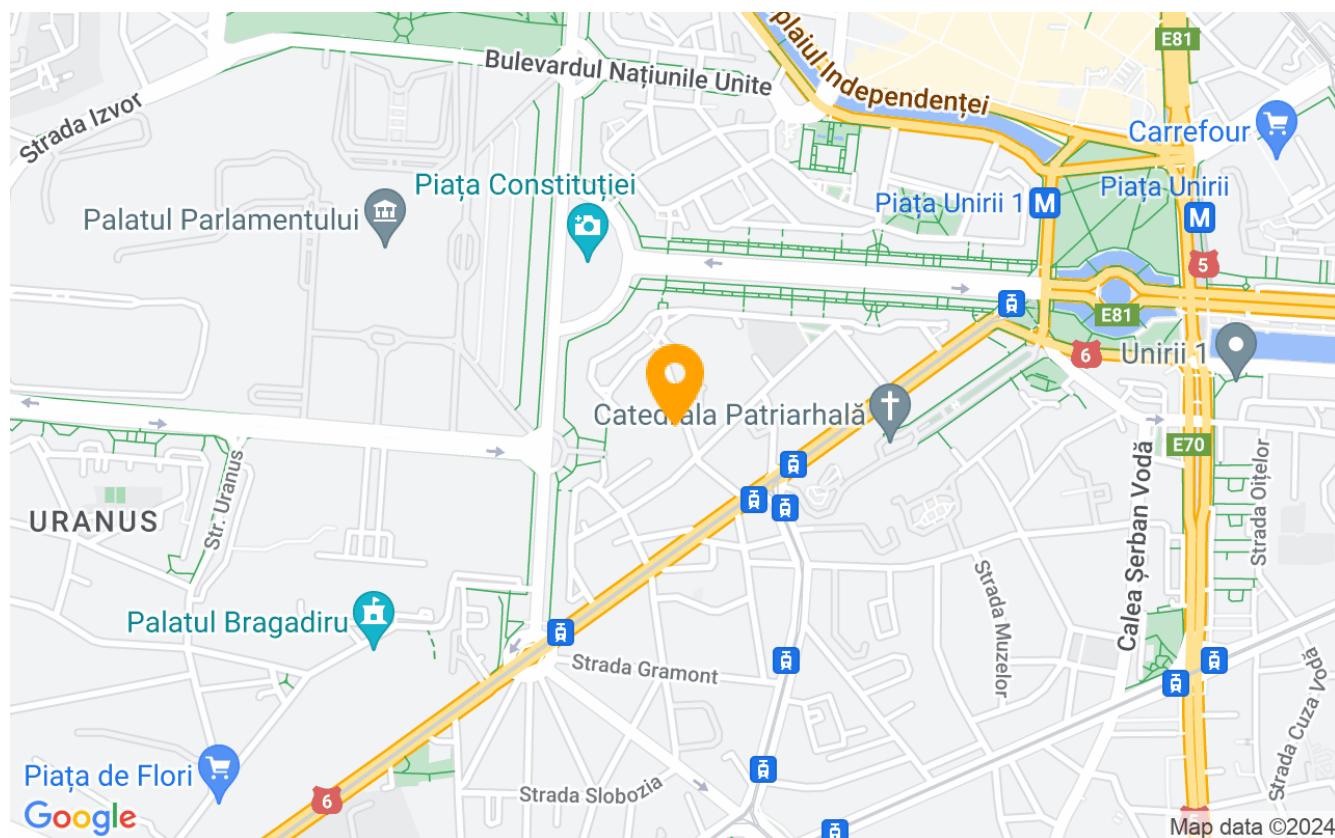 E81
Bulevardul Națiunile Unite
plaiul Independenței
Strada Izvor
Carrefour
Piața Constituției
Piața Unirii 1
M
Piața Unirii
M
Palatul Parlamentului
5
E81
6
Unirii 1
Catedrala Patriarhală
E70
Calea Șerban Vodă
Strada Oițelor
URANUS
Str. Uranus
Strada Muzelor
Palatul Bragadiru
Strada Gramont
Strada Cuza Vodă
Piața de Flori
6
Strada Slobozia
Google
Map data ©2024